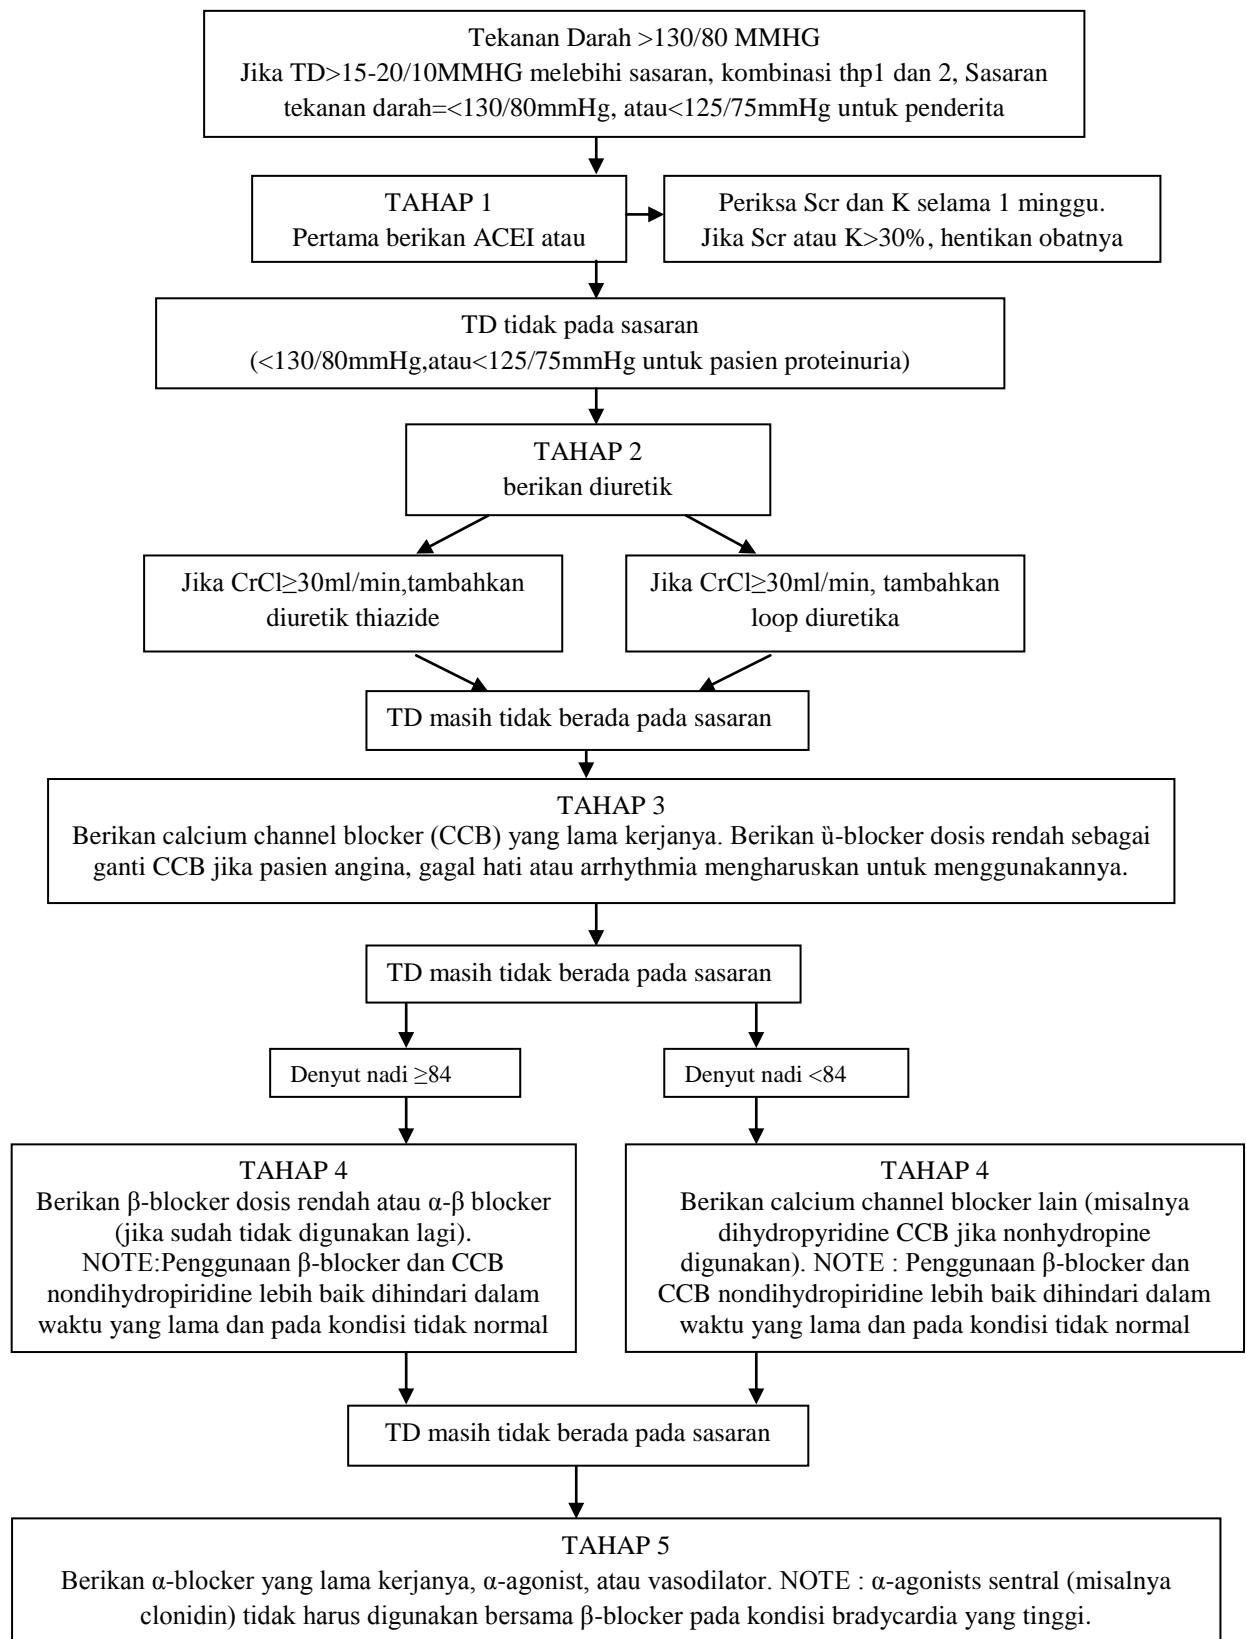 Tekanan Darah >130/80 MMHG
Jika TD>15-20/10MMHG melebihi sasaran, kombinasi thp1 dan 2, Sasaran
tekanan darah=<130/80mmHg, atau<125/75mmHg untuk penderita
TAHAP 1
Pertama berikan ACEI atau
Periksa Scr dan K selama 1 minggu.
Jika Scr atau K>30%, hentikan obatnya
TD tidak pada sasaran
(<130/80mmHg,atau<125/75mmHg untuk pasien proteinuria)
TAHAP 2
berikan diuretik
Jika CrCl≥30ml/min,tambahkan
diuretik thiazide
Jika CrCl≥30ml/min, tambahkan
loop diuretika
TD masih tidak berada pada sasaran
TAHAP 3
Berikan calcium channel blocker (CCB) yang lama kerjanya. Berikan ὒ-blocker dosis rendah sebagai
ganti CCB jika pasien angina, gagal hati atau arrhythmia mengharuskan untuk menggunakannya.
TD masih tidak berada pada sasaran
Denyut nadi ≥84
Denyut nadi <84
TAHAP 4
Berikan β-blocker dosis rendah atau α-β blocker
(jika sudah tidak digunakan lagi).
NOTE:Penggunaan β-blocker dan CCB
nondihydropiridine lebih baik dihindari dalam
waktu yang lama dan pada kondisi tidak normal
TAHAP 4
Berikan calcium channel blocker lain (misalnya
dihydropyridine CCB jika nonhydropine
digunakan). NOTE : Penggunaan β-blocker dan
CCB nondihydropiridine lebih baik dihindari dalam
waktu yang lama dan pada kondisi tidak normal
TD masih tidak berada pada sasaran
TAHAP 5
Berikan α-blocker yang lama kerjanya, α-agonist, atau vasodilator. NOTE : α-agonists sentral (misalnya
clonidin) tidak harus digunakan bersama β-blocker pada kondisi bradycardia yang tinggi.